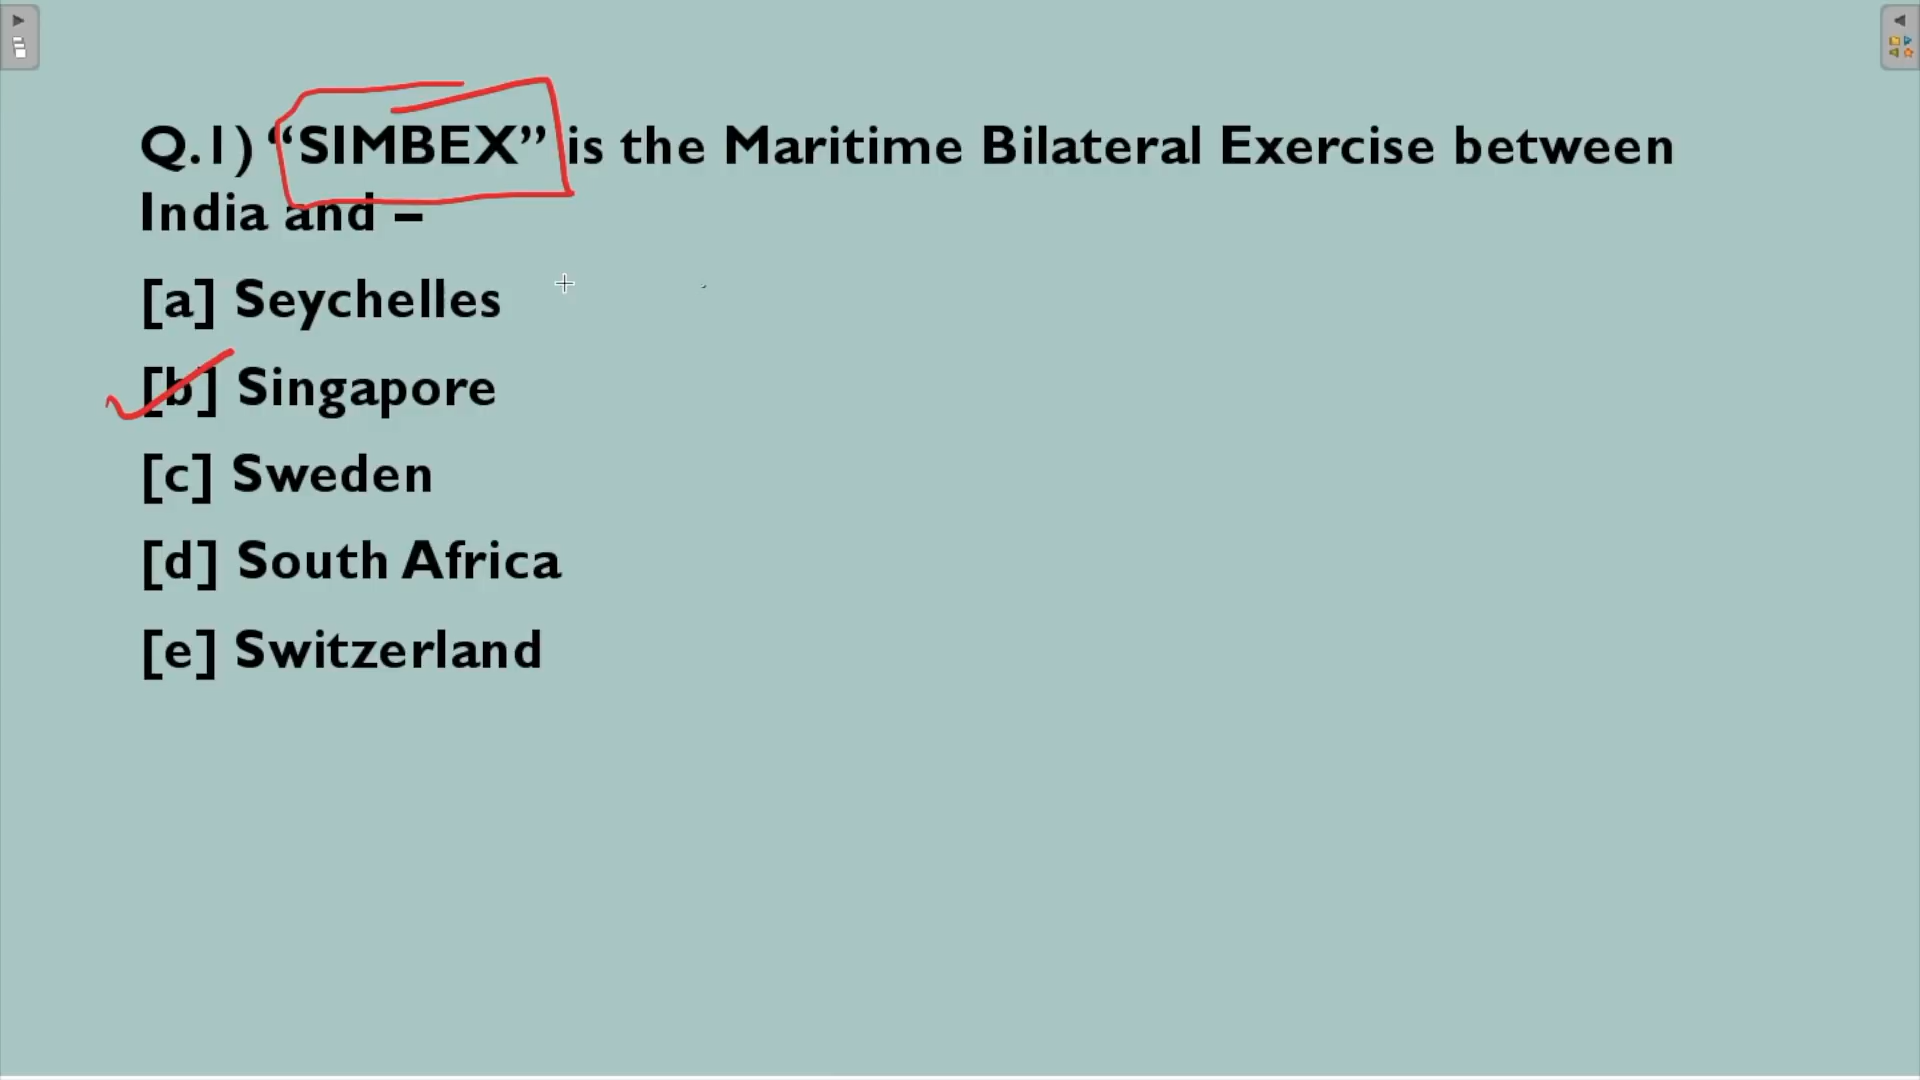 Q.1) “SIMBEX” is the Maritime Bilateral Exercise between
India and –
[a] Seychelles
[b] Singapore
[c] Sweden
[d] South Africa
[e] Switzerland